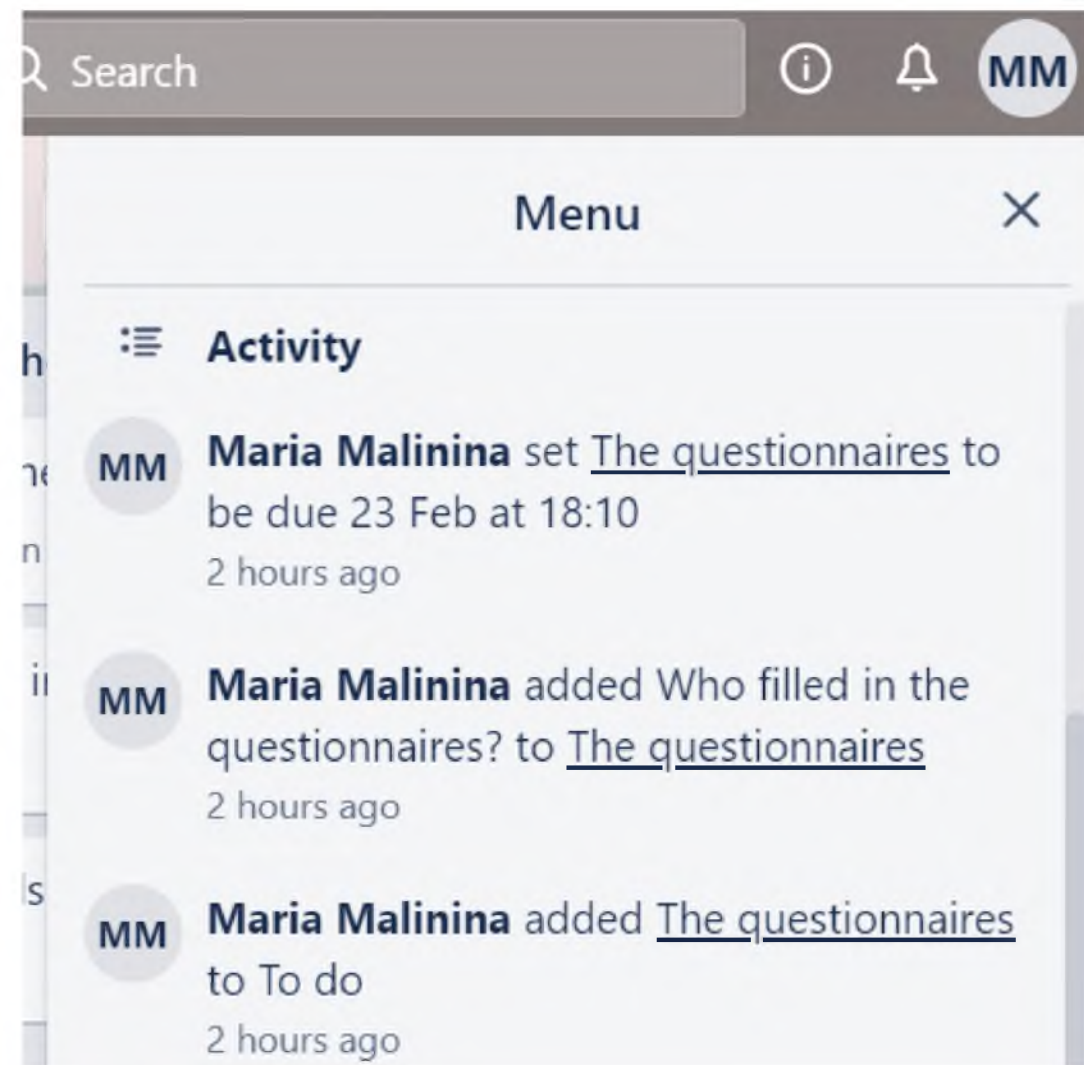 Search
MM
Menu
Activity
MM
Maria Malinina set The questionnaires to
be due 23 Feb at 18:10
2 hours ago
MM
Maria Malinina added Who filled in the
questionnaires? to The questionnaires
2 hours ago
MM
Maria Malinina added The questionnaires
to To do
2 hours ago